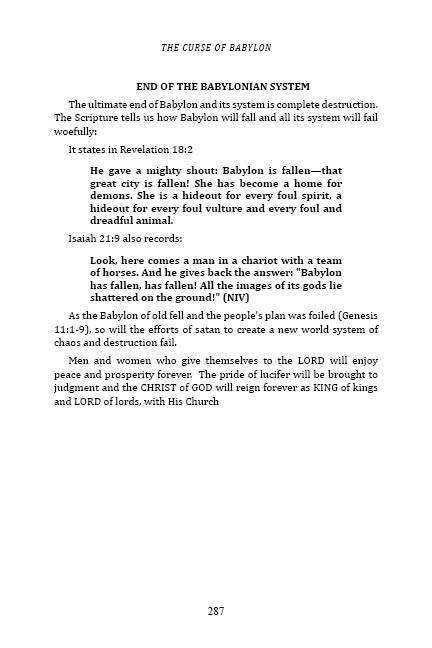 THE CURSE OF BABYLON
END OF THE BABYLONIAN SYSTEM
The ultimate end of Babylon and its system is complete destruction.
The Scripture tells us how Babylon will fall and all its system will fail
woefully:
It states in Revelation 18:2
He gave a mighty shout: Babylon is fallen—that
great city is fallen! She has become a home for
demons. She is a hideout for every foul spirit, a
hideout for every foul vulture and every foul and
dreadful animal.
Isaiah 21:9 also records:
Look, here comes a man in a chariot with a team
of horses. And he gives back the answer: "Babylon
has fallen, has fallen! All the images of its gods lie
shattered on the ground!" (NIV)
As the Babylon of old fell and the people's plan was foiled (Genesis
11:1-9), so will the efforts of satan to create a new world system of
chaos and destruction fail.
Men and women who give themselves to the LORD will enjoy
peace and prosperity forever. The pride of lucifer will be brought to
judgment and the CHRIST of GOD will reign forever as KING of kings
and LORD of lords, with His Church
287